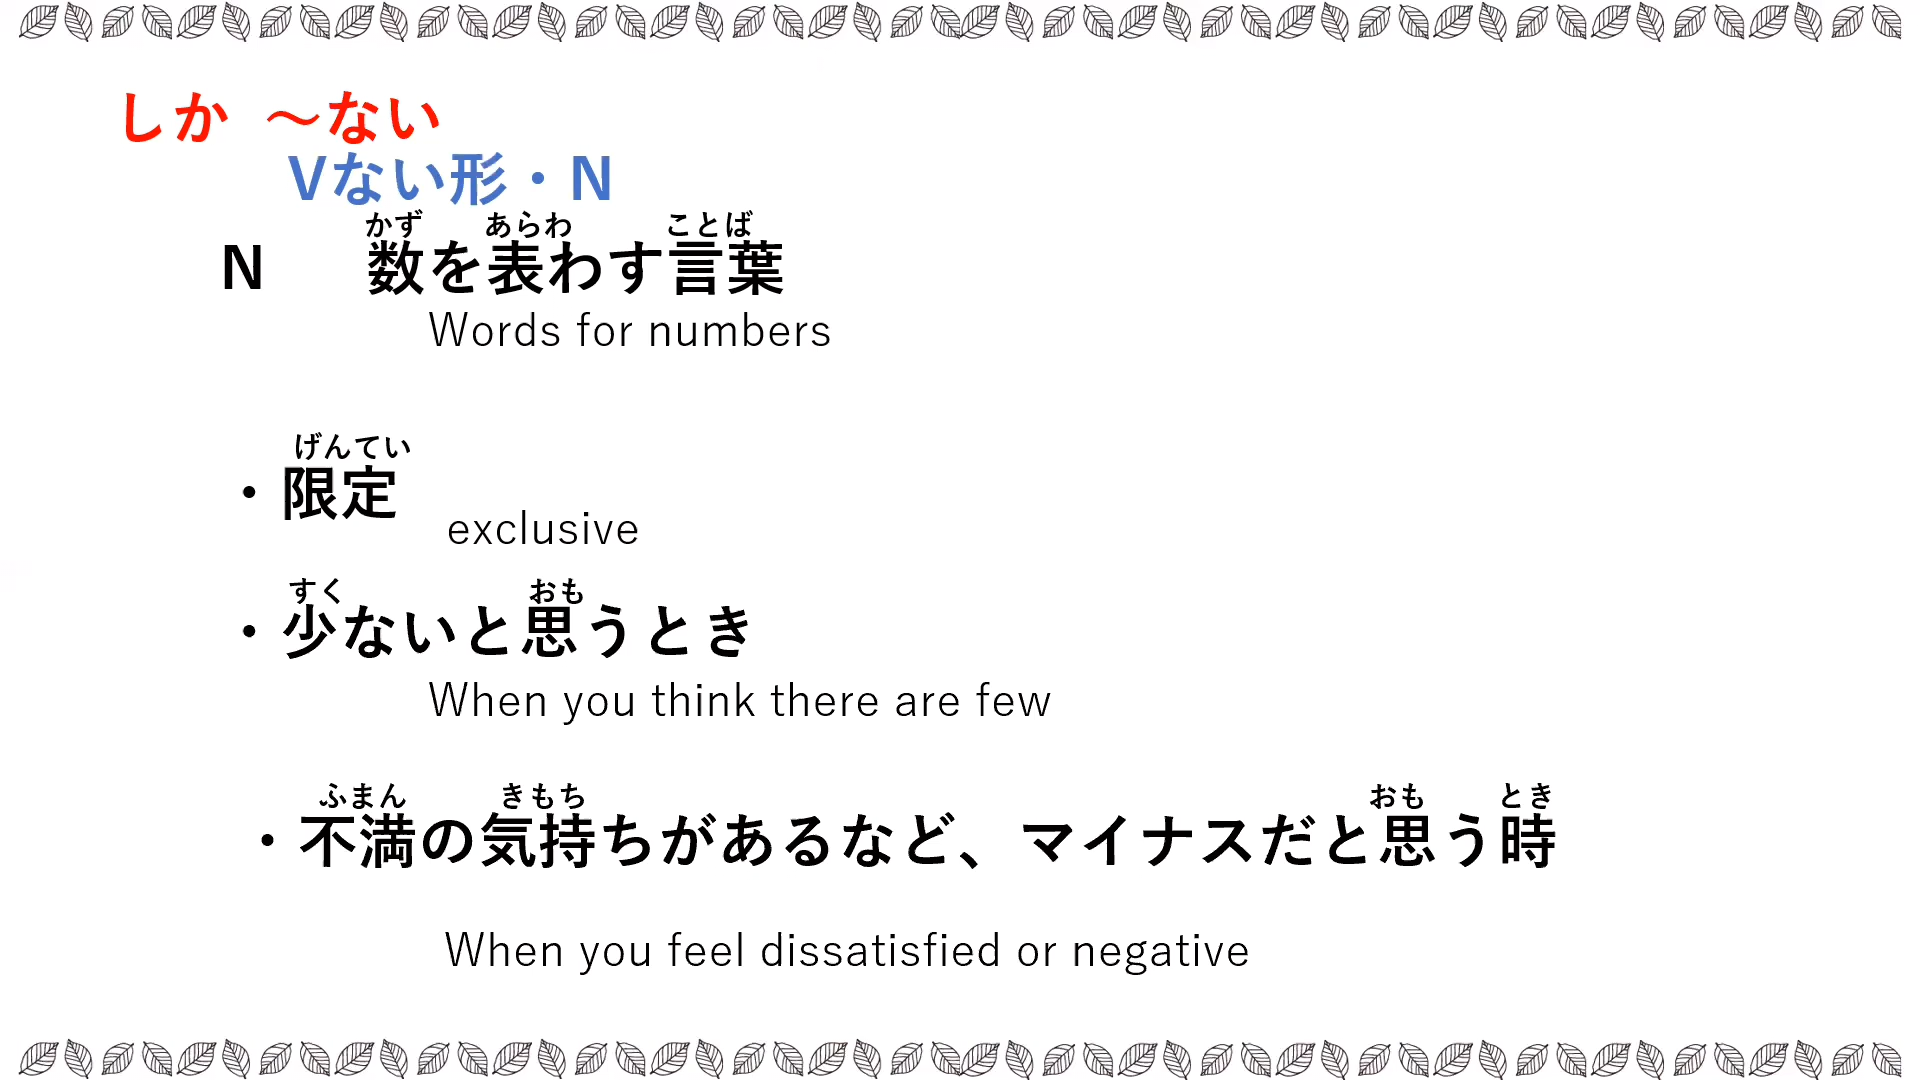 しか ～ない
Vない形・N
かず あらわ ことば
N 数を表わす言葉
Words for numbers
げんてい
・限定
exclusive
すく おも
・少ないと思うとき
When you think there are few
ふまん きもち おも とき
・不満の気持ちがあるなど、マイナスだと思う時
When you feel dissatisfied or negative